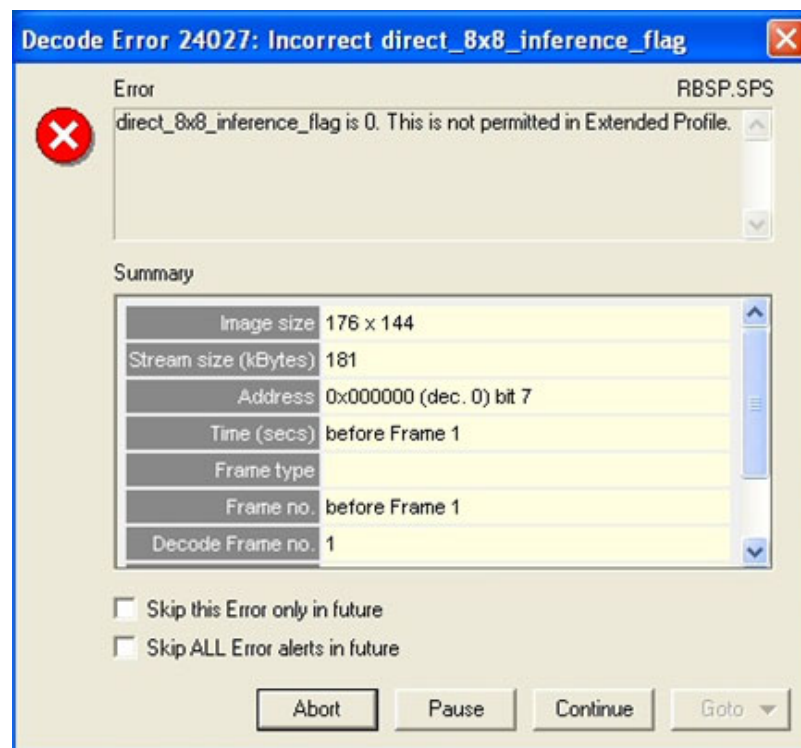 Decode Error 24027: Incorrect direct_8x8_inference_flag
Error RBSP.SPS
direct_8x8_inference_flag is 0. This is not permitted in Extended Profile.
Summary
Image size 176 x 144
Stream size (kBytes) 181
Address 0x000000 (dec. 0) bit 7
Time (secs) before Frame 1
Frame type
Frame no. before Frame 1
Decode Frame no. 1
Skip this Error only in future
Skip ALL Error alerts in future
Abort Pause Continue Goto